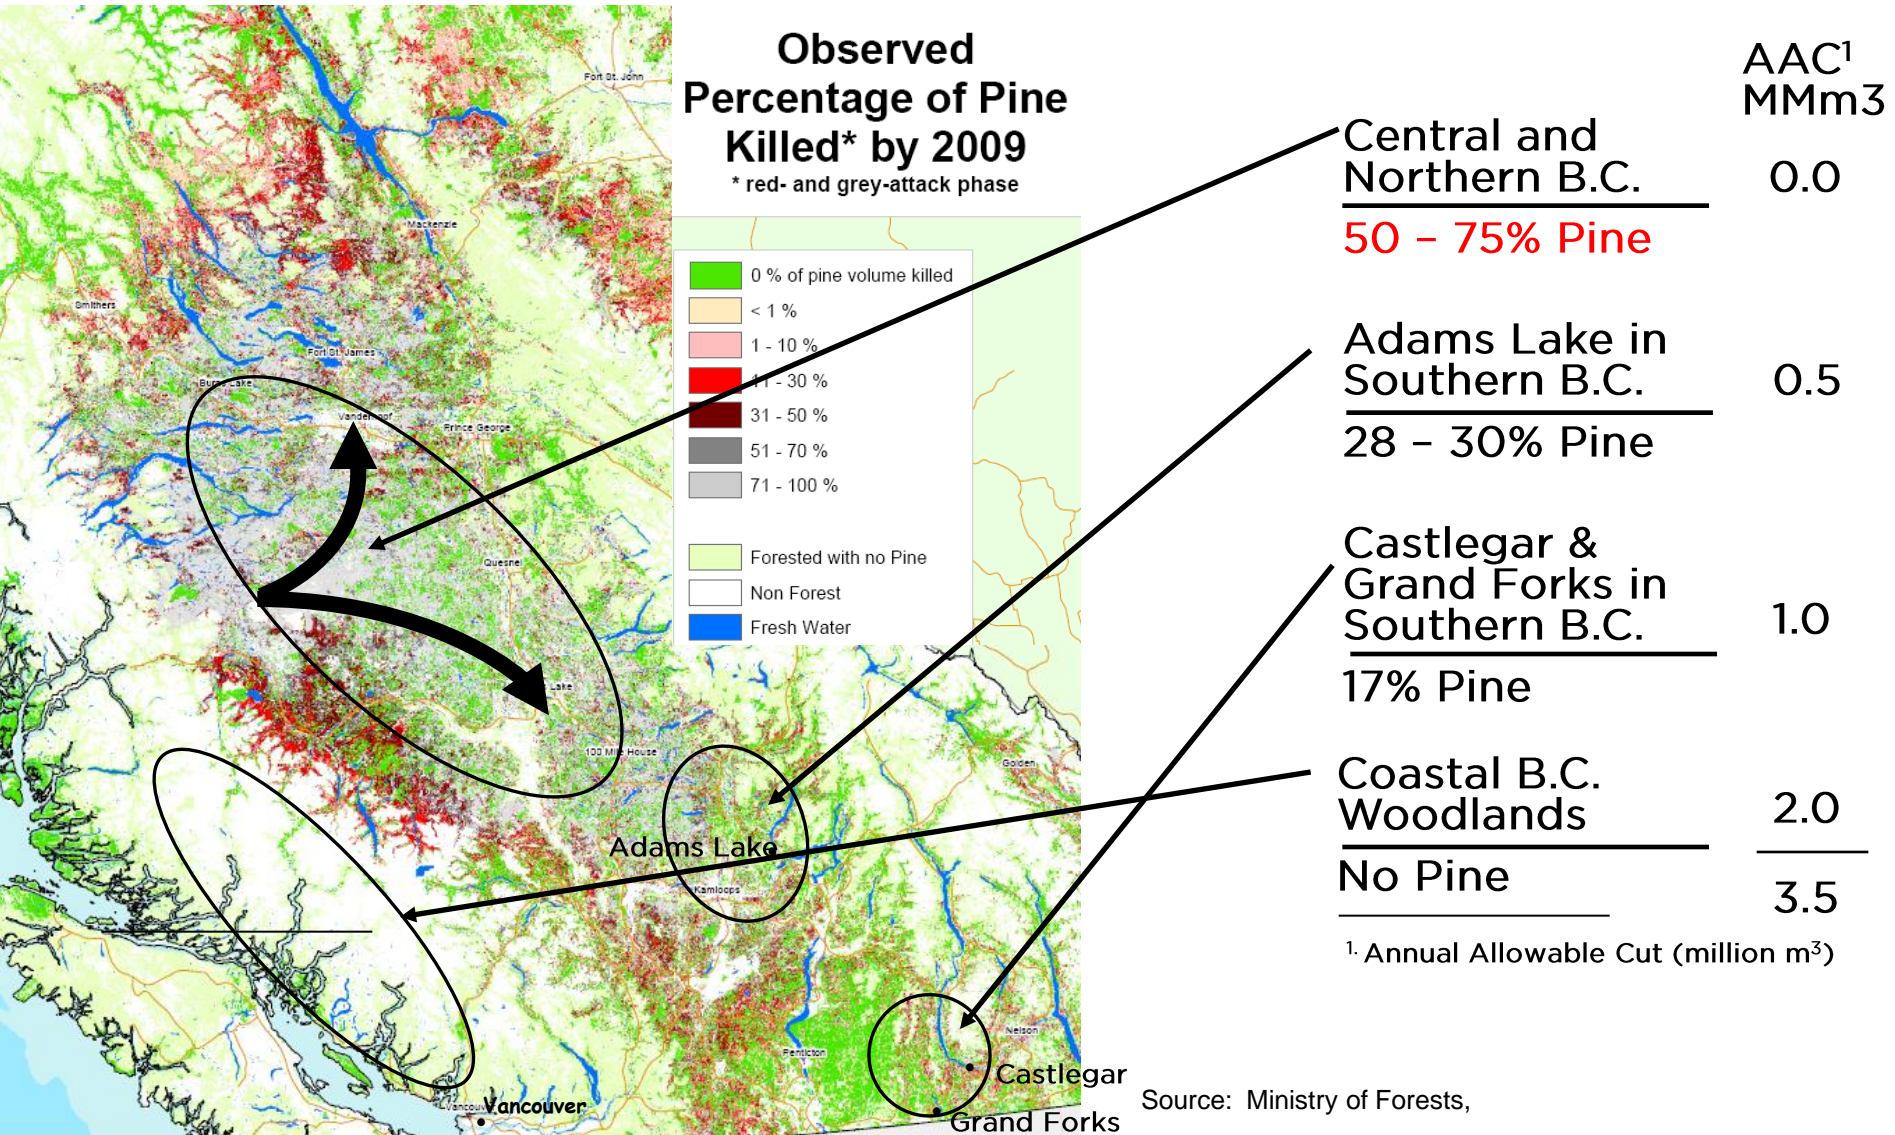 Observed
Percentage of Pine
Killed* by 2009
* red- and grey-attack phase
0 % of pine volume killed
< 1 %
1 - 10 %
11 - 30 %
31 - 50 %
51 - 70 %
71 - 100 %
Forested with no Pine
Non Forest
Fresh Water
Fort St. John
Mackenzie
Smithers
Fort St. James
Burns Lake
Vanderhoof
Prince George
Quesnel
Lake
100 Mile House
Golden
Adams Lake
Kamloops
Nelson
Penticton
Castlegar
Grand Forks
Vancouver
AAC¹
MMm3
Central and
Northern B.C.
0.0
50 – 75% Pine
Adams Lake in
Southern B.C.
0.5
28 – 30% Pine
Castlegar &
Grand Forks in
Southern B.C.
1.0
17% Pine
Coastal B.C.
Woodlands
2.0
No Pine
3.5
1. Annual Allowable Cut (million m³)
Source: Ministry of Forests,